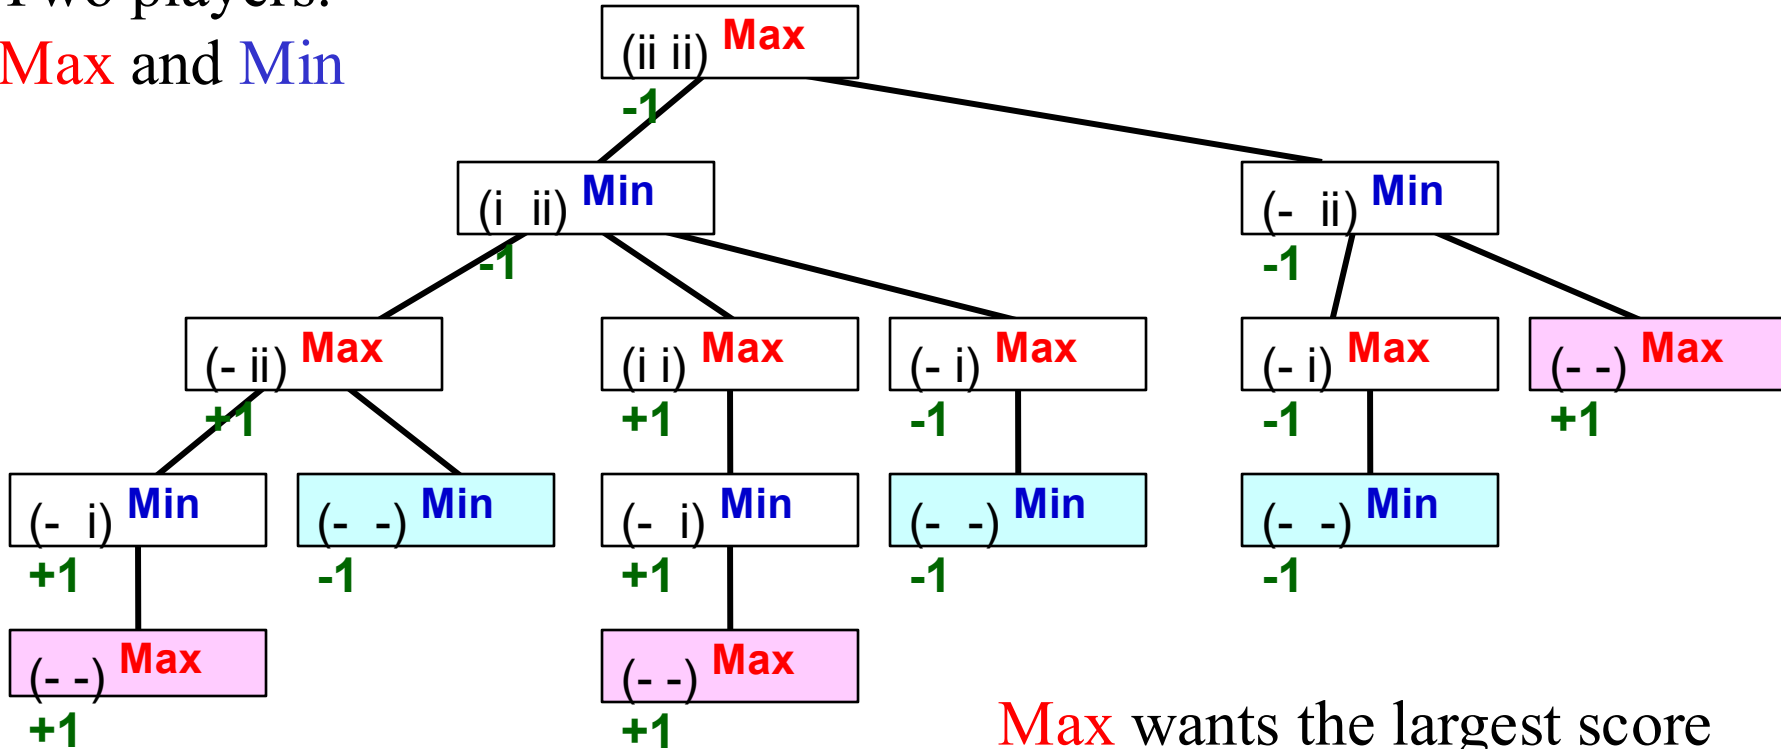 Two players:
Max and Min
(ii ii) Max
-1
(i ii) Min
-1
(- ii) Min
-1
(- ii) Max
+1
(i i) Max
+1
(- i) Max
-1
(- i) Max
-1
(- -) Max
+1
(- i) Min
+1
(- -) Min
-1
(- i) Min
+1
(- -) Min
-1
(- -) Min
-1
(- -) Max
+1
(- -) Max
+1
Max wants the largest score